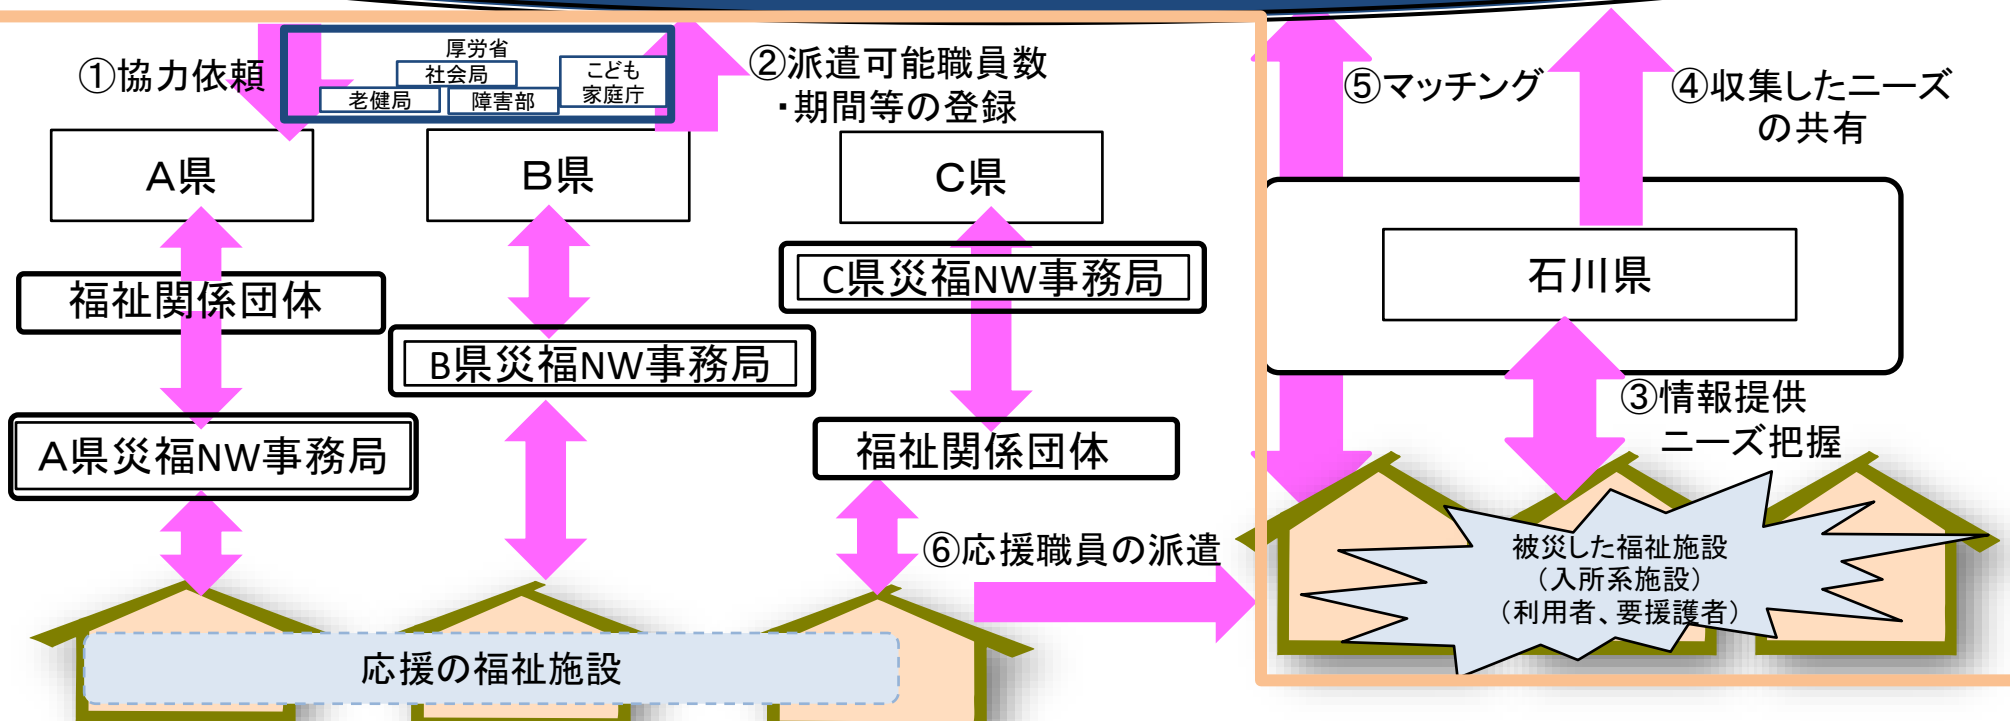 ①協力依頼
厚労省
社会局
老健局
障害部
こども
家庭庁
②派遣可能職員数
・期間等の登録
⑤マッチング
④収集したニーズ
の共有
A県
B県
C県
福祉関係団体
C県災福NW事務局
石川県
B県災福NW事務局
A県災福NW事務局
福祉関係団体
③情報提供
ニーズ把握
⑥応援職員の派遣
被災した福祉施設
（入所系施設）
（利用者、要援護者）
応援の福祉施設